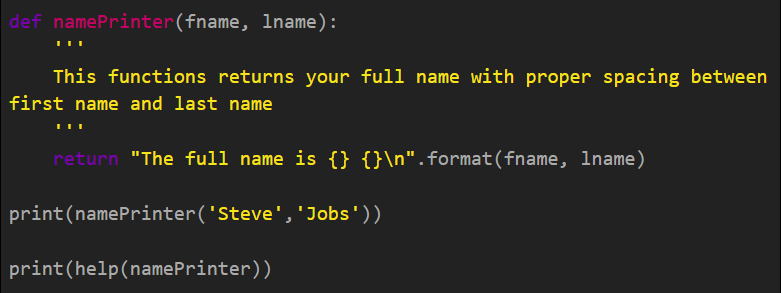 def namePrinter(fname, lname):
    '''
    This functions returns your full name with proper spacing between
first name and last name
    '''
    return "The full name is {} {}\n".format(fname, lname)

print(namePrinter('Steve','Jobs'))

print(help(namePrinter))